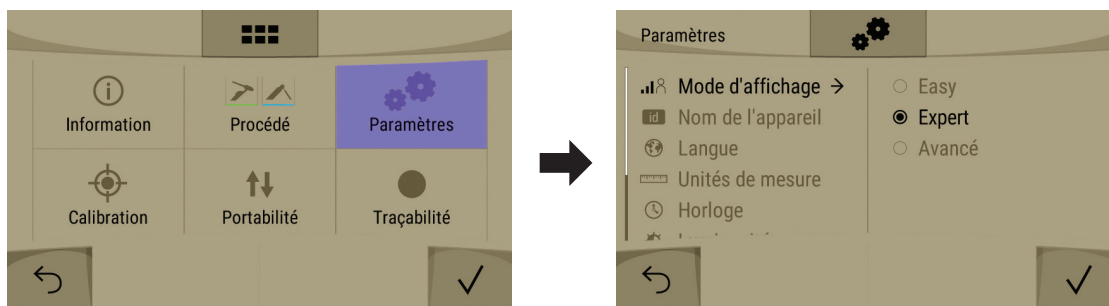 Information
Procédé
Paramètres
Calibration
Portabilité
Traçabilité
Paramètres
Mode d'affichage →
Easy
id Nom de l'appareil
Expert
Langue
Avancé
Unités de mesure
Horloge